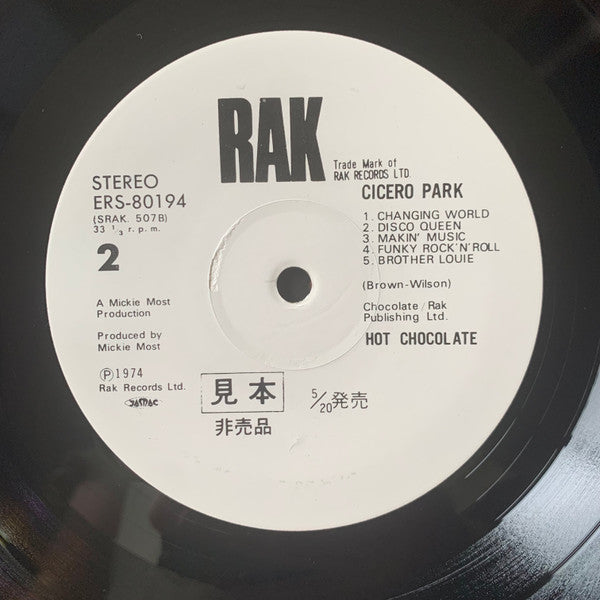 RAK
Trade Mark of
RAK RECORDS LTD.
STEREO
ERS-80194
(SRAK. 507B)
33 1/3 r. p. m.
2
CICERO PARK
1. CHANGING WORLD
2. DISCO QUEEN
3. MAKIN' MUSIC
4. FUNKY ROCK'N'ROLL
5. BROTHER LOUIE
(Brown-Wilson)
Chocolate/Rak
Publishing Ltd.
HOT CHOCOLATE
A Mickie Most
Production
Produced by
Mickie Most
Ⓟ1974
Rak Records Ltd.
JASRAC
見本
非売品
5/20発売